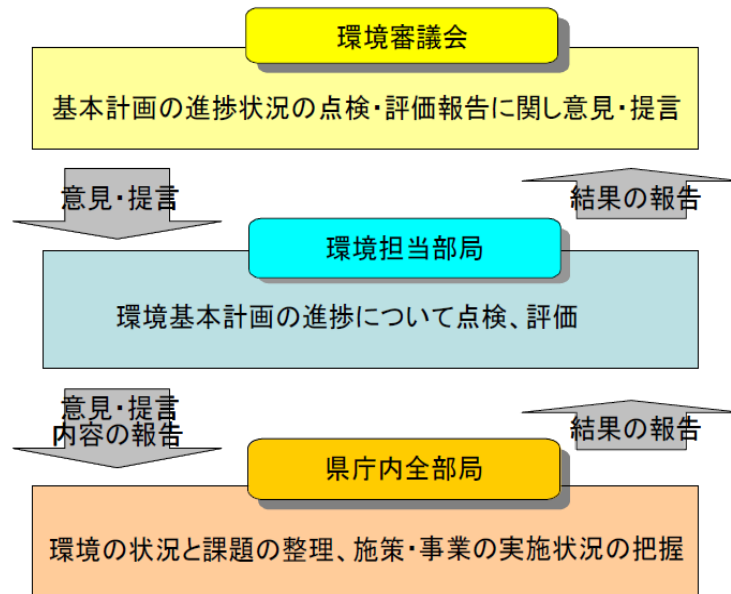 環境審議会
基本計画の進捗状況の点検・評価報告に関し意見・提言
意見・提言
結果の報告
環境担当部局
環境基本計画の進捗について点検、評価
意見・提言
内容の報告
結果の報告
県庁内全部局
環境の状況と課題の整理、施策・事業の実施状況の把握